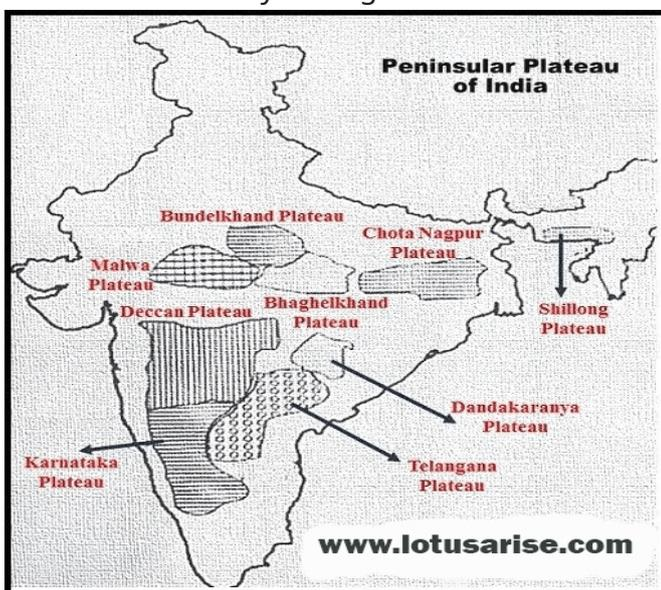 Peninsular Plateau
of India
Bundelkhand Plateau
Chota Nagpur
Plateau
Malwa
Plateau
Deccan Plateau
Bhaghelkhand
Plateau
Shillong
Plateau
Dandakaranya
Plateau
Karnataka
Plateau
Telangana
Plateau
www.lotusarise.com